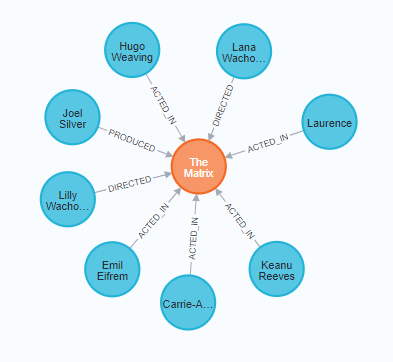 Hugo
Weaving
Lana
Wacho...
ACTED_IN
DIRECTED
Joel
Silver
PRODUCED
Laurence
ACTED_IN
The
Matrix
Lilly
Wacho...
DIRECTED
ACTED_IN
ACTED_IN
ACTED_IN
Emil
Eifrem
Carrie-A...
Keanu
Reeves